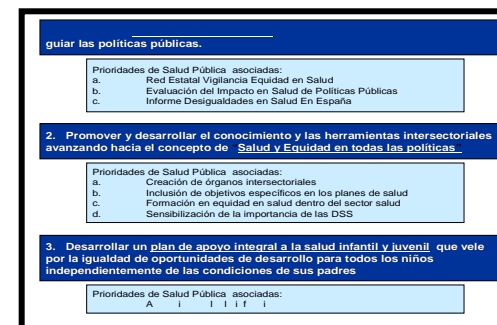 guiar las políticas públicas.
Prioridades de Salud Pública asociadas:
a. Red Estatal Vigilancia Equidad en Salud
b. Evaluación del Impacto en Salud de Políticas Públicas
c. Informe Desigualdades en Salud En España
2. Promover y desarrollar el conocimiento y las herramientas intersectoriales
avanzando hacia el concepto de "Salud y Equidad en todas las políticas"
Prioridades de Salud Pública asociadas:
a. Creación de órganos intersectoriales
b. Inclusión de objetivos específicos en los planes de salud
c. Formación en equidad en salud dentro del sector salud
d. Sensibilización de la importancia de las DSS
3. Desarrollar un plan de apoyo integral a la salud infantil y juvenil que vele
por la igualdad de oportunidades de desarrollo para todos los niños
independientemente de las condiciones de sus padres
Prioridades de Salud Pública asociadas: